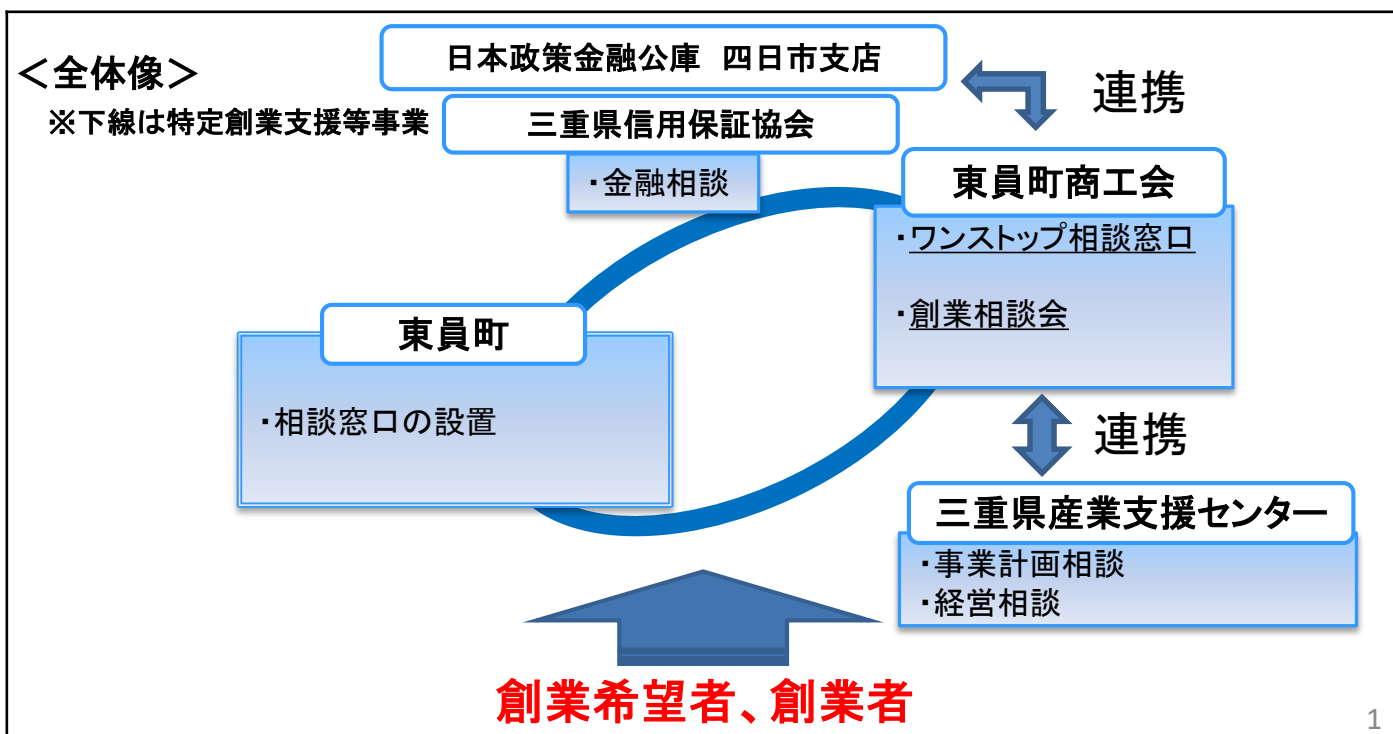 ＜全体像＞
※下線は特定創業支援等事業
日本政策金融公庫 四日市支店
三重県信用保証協会
・金融相談
連携
東員町商工会
・ワンストップ相談窓口
・創業相談会
東員町
・相談窓口の設置
連携
三重県産業支援センター
・事業計画相談
・経営相談
創業希望者、創業者
1